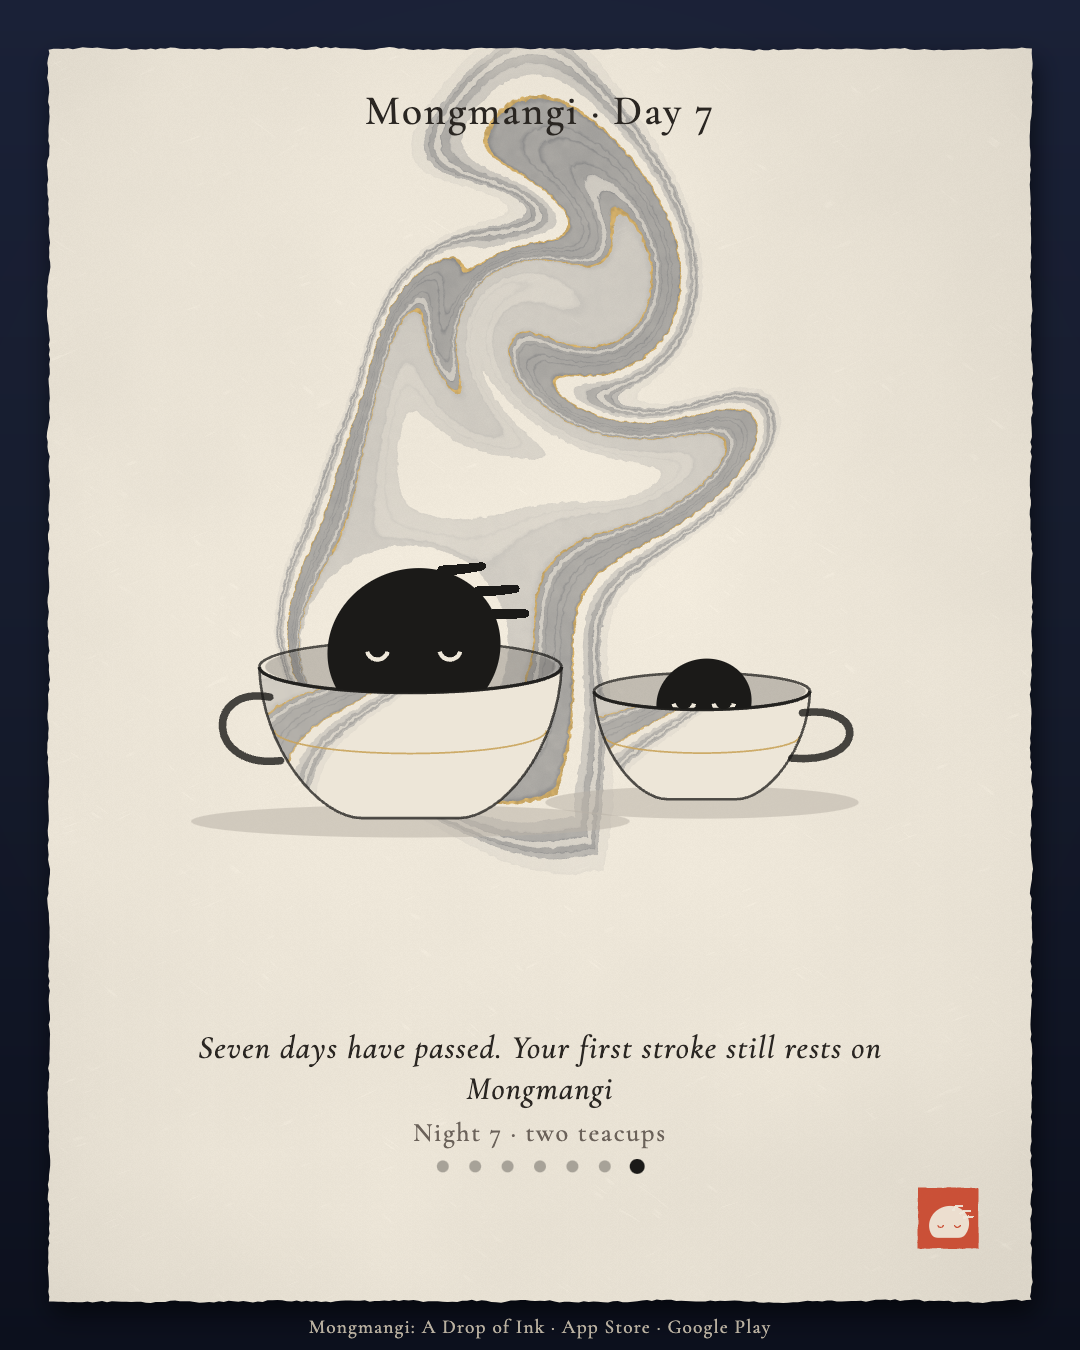 Mongmangi · Day 7
Seven days have passed. Your first stroke still rests on
Mongmangi
Night 7 · two teacups
Mongmangi: A Drop of Ink · App Store · Google Play